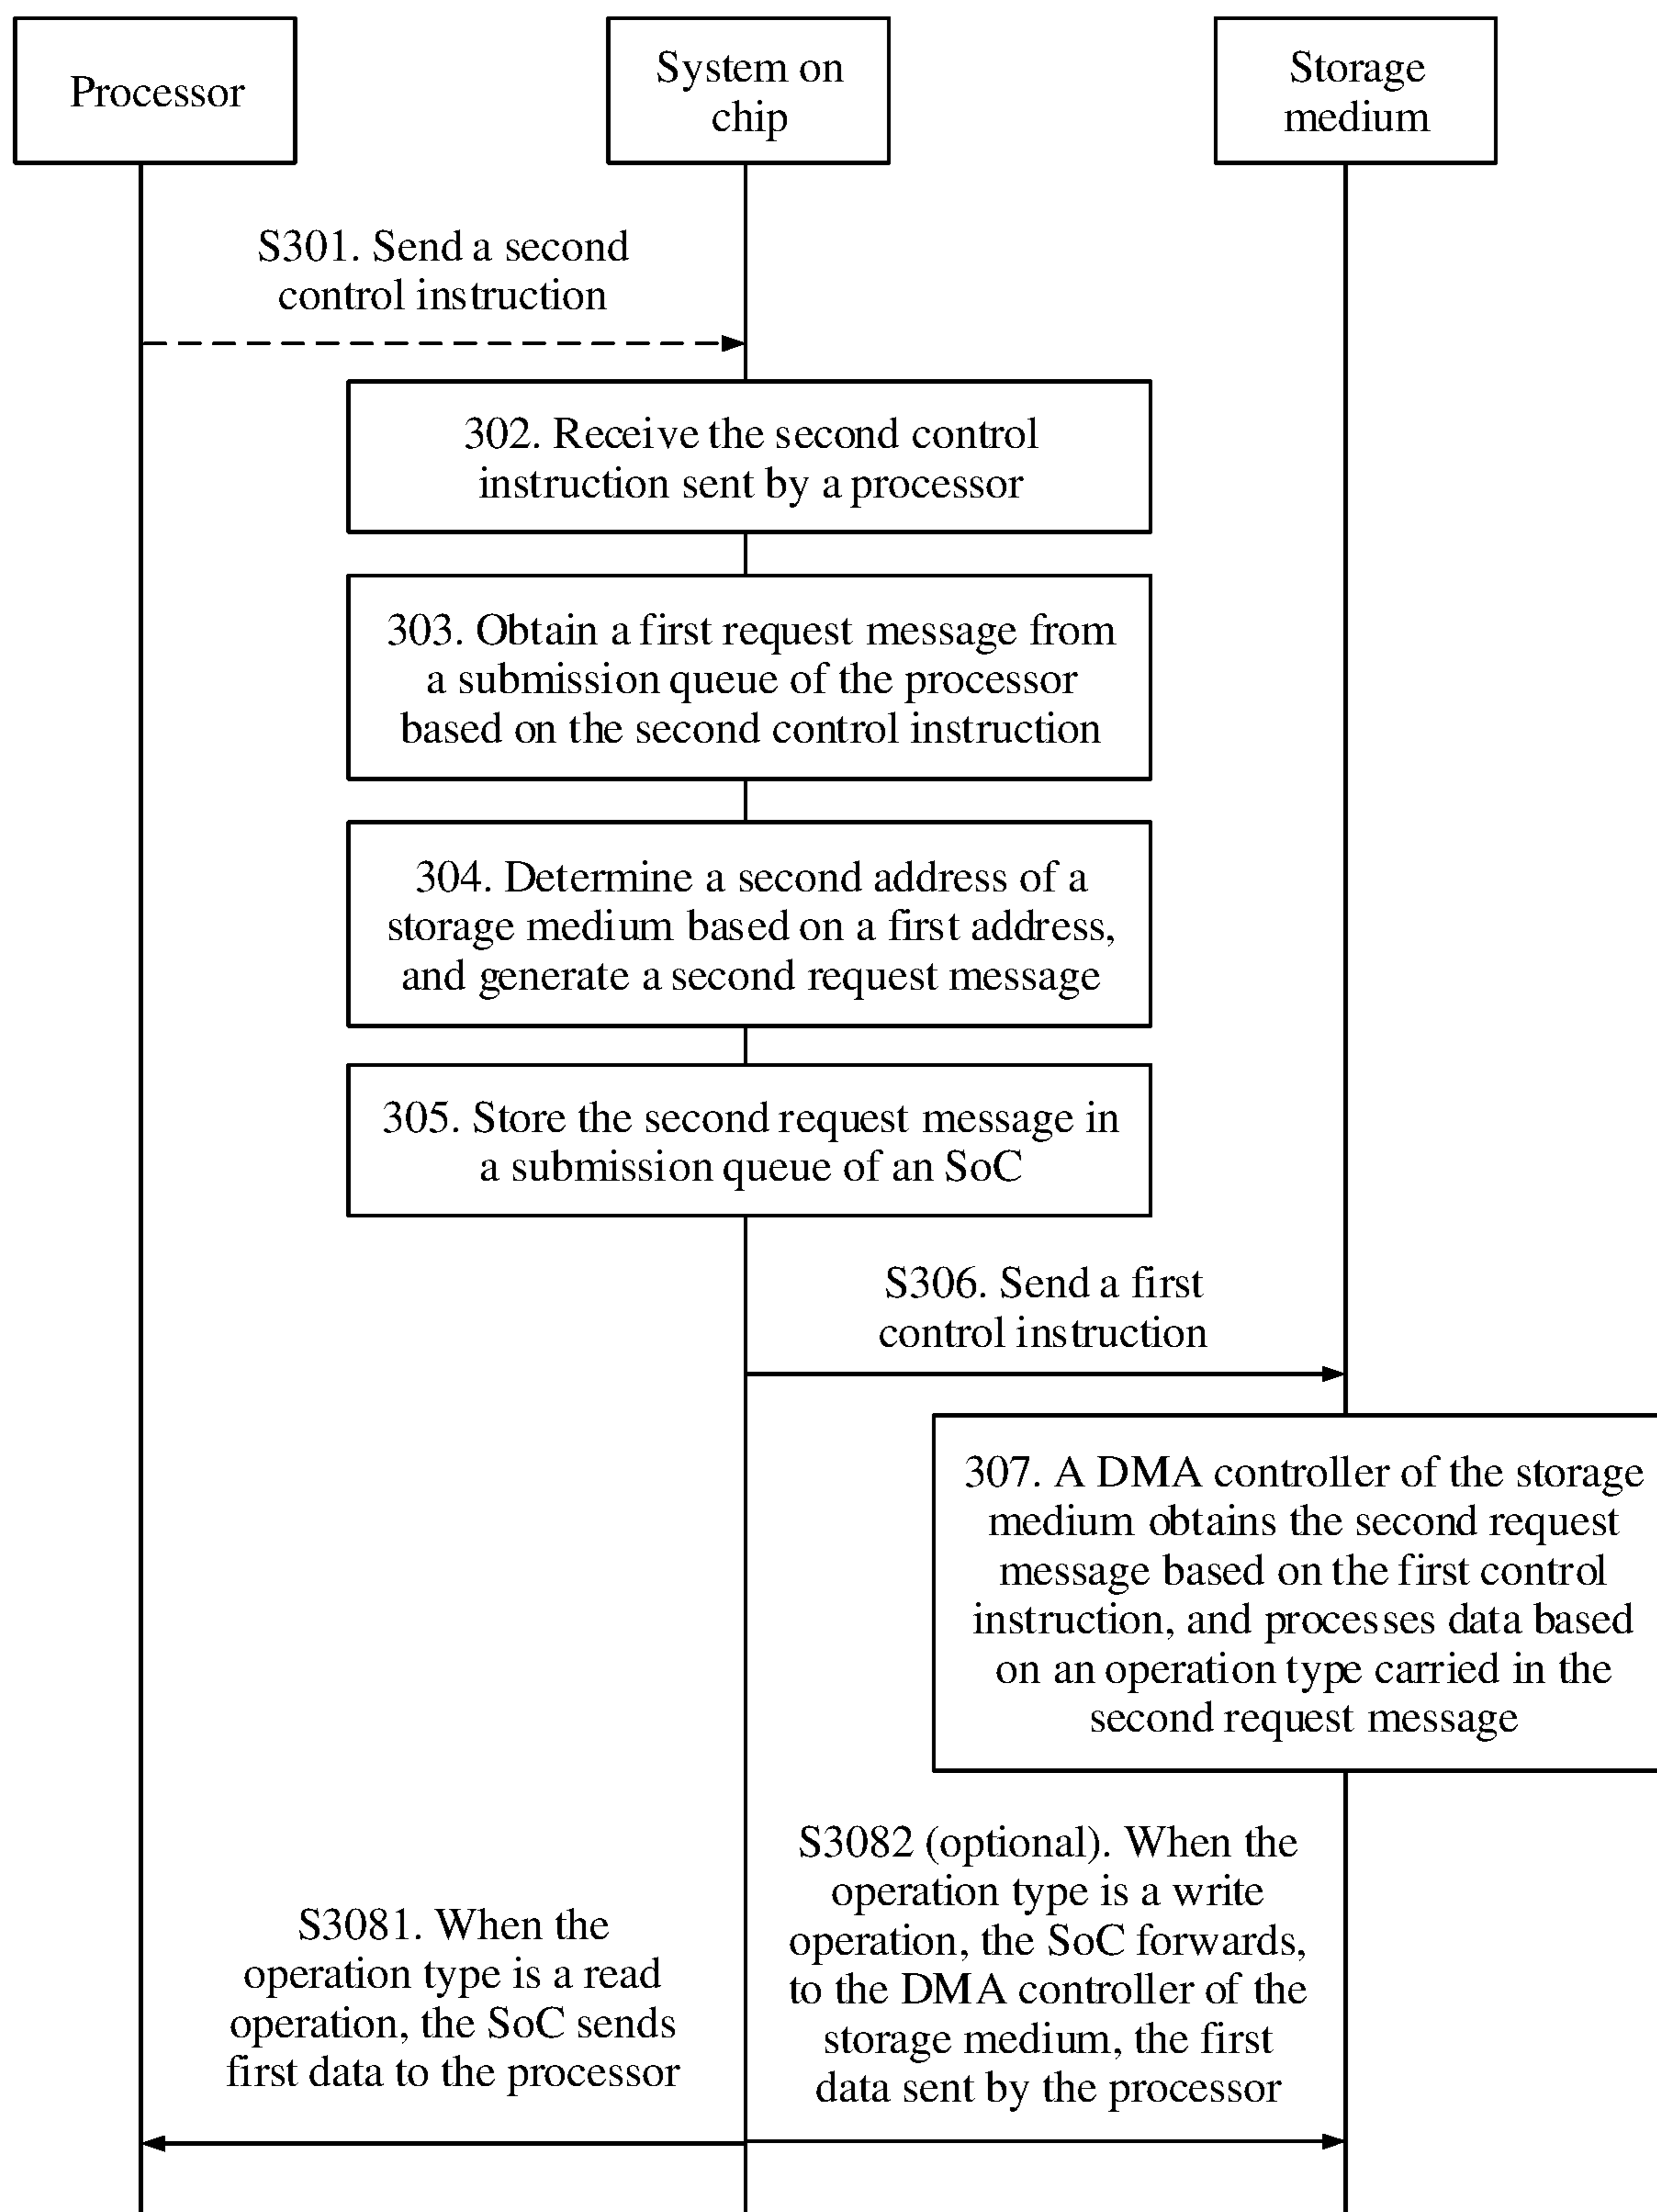 Processor
System on
chip
Storage
medium
S301. Send a second
control instruction
302. Receive the second control
instruction sent by a processor
303. Obtain a first request message from
a submission queue of the processor
based on the second control instruction
304. Determine a second address of a
storage medium based on a first address,
and generate a second request message
305. Store the second request message in
a submission queue of an SoC
S306. Send a first
control instruction
307. A DMA controller of the storage
medium obtains the second request
message based on the first control
instruction, and processes data based
on an operation type carried in the
second request message
S3081. When the
operation type is a read
operation, the SoC sends
first data to the processor
S3082 (optional). When the
operation type is a write
operation, the SoC forwards,
to the DMA controller of the
storage medium, the first
data sent by the processor